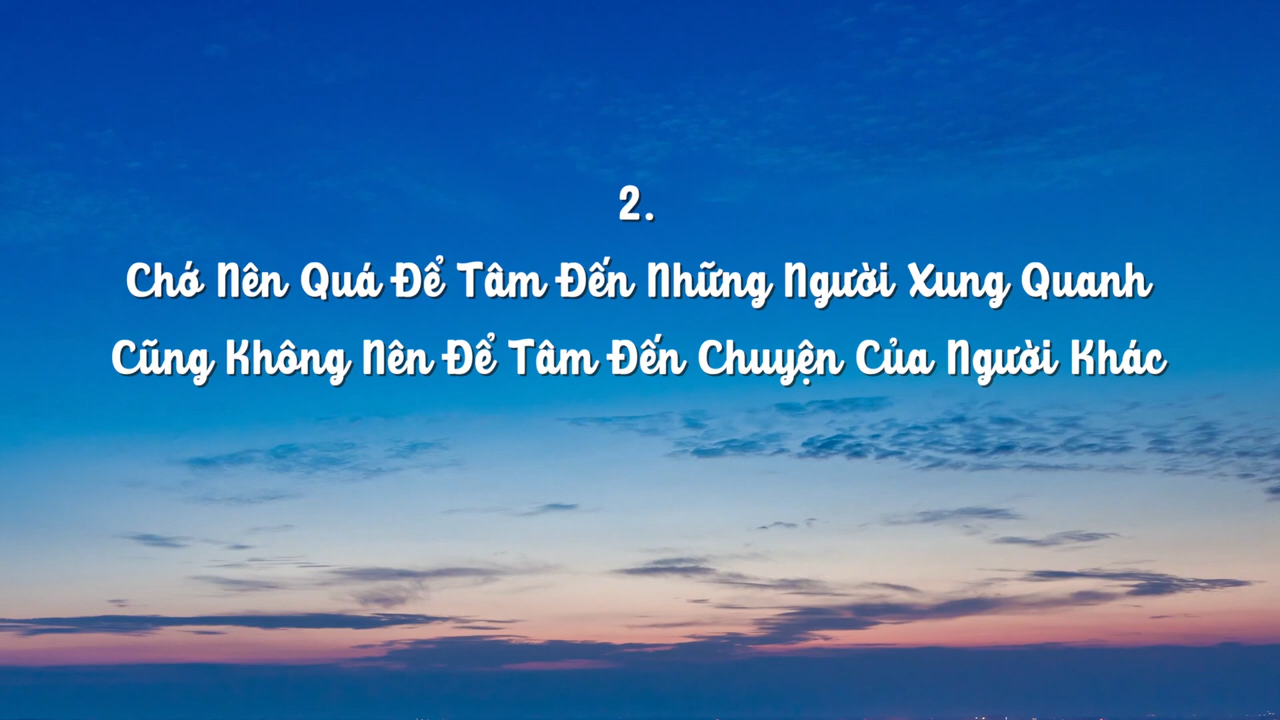 2.
Chớ Nên Quá Để Tâm Đến Những Người Xung Quanh
Cũng Không Nên Để Tâm Đến Chuyện Của Người Khác